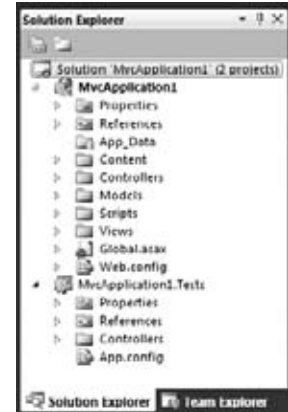 Solution Explorer
Solution 'MvcApplication1' (2 projects)
MvcApplication1
Properties
References
App_Data
Content
Controllers
Models
Scripts
Views
Global.asax
Web.config
MvcApplication1.Tests
Properties
References
Controllers
App.config
Solution Explorer Team Explorer